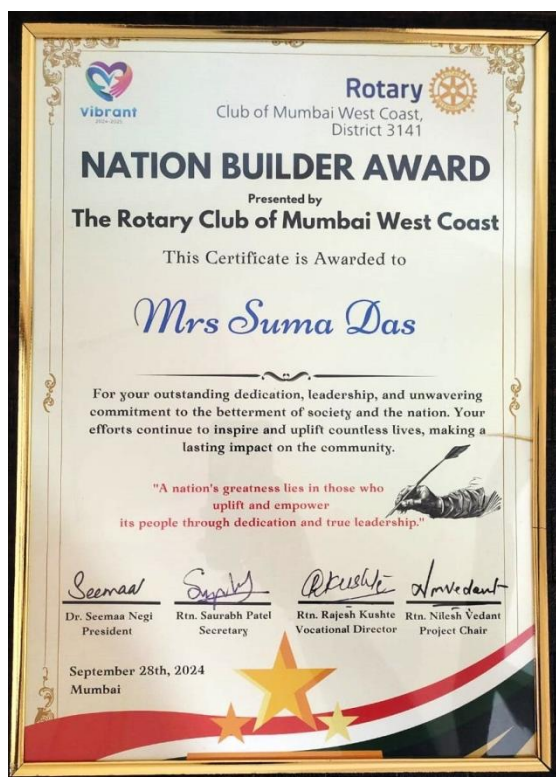 vibrant
2024-2025
Rotary
Club of Mumbai West Coast,
District 3141
NATION BUILDER AWARD
Presented by
The Rotary Club of Mumbai West Coast
This Certificate is Awarded to
Mrs Suma Das
For your outstanding dedication, leadership, and unwavering
commitment to the betterment of society and the nation. Your
efforts continue to inspire and uplift countless lives, making a
lasting impact on the community.
"A nation's greatness lies in those who
uplift and empower
its people through dedication and true leadership."
Seemaa
Dr. Seemaa Negi
President
Rtn. Saurabh Patel
Secretary
RKushte
Rtn. Rajesh Kushte
Vocational Director
Nmvedant
Rtn. Nilesh Vedant
Project Chair
September 28th, 2024
Mumbai